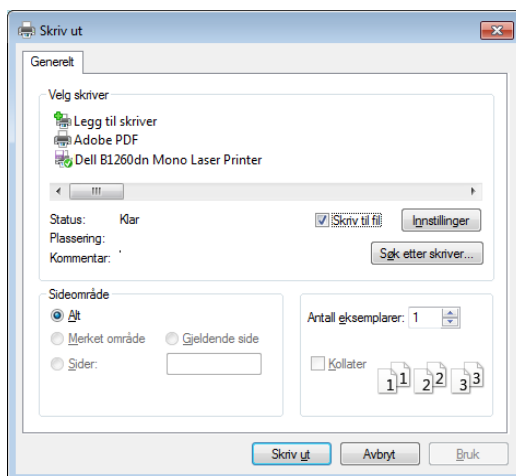 Skriv ut
Generelt
Velg skriver
Legg til skriver
Adobe PDF
Dell B1260dn Mono Laser Printer
Status: Klar
Skriv til fil
Innstillinger
Plassering:
Kommentar:
Søk etter skriver...
Sideområde
Alt
Merket område
Gjeldende side
Sider:
Antall eksemplarer: 1
Kollater
1 1 2 2 3 3
Skriv ut
Avbryt
Bruk